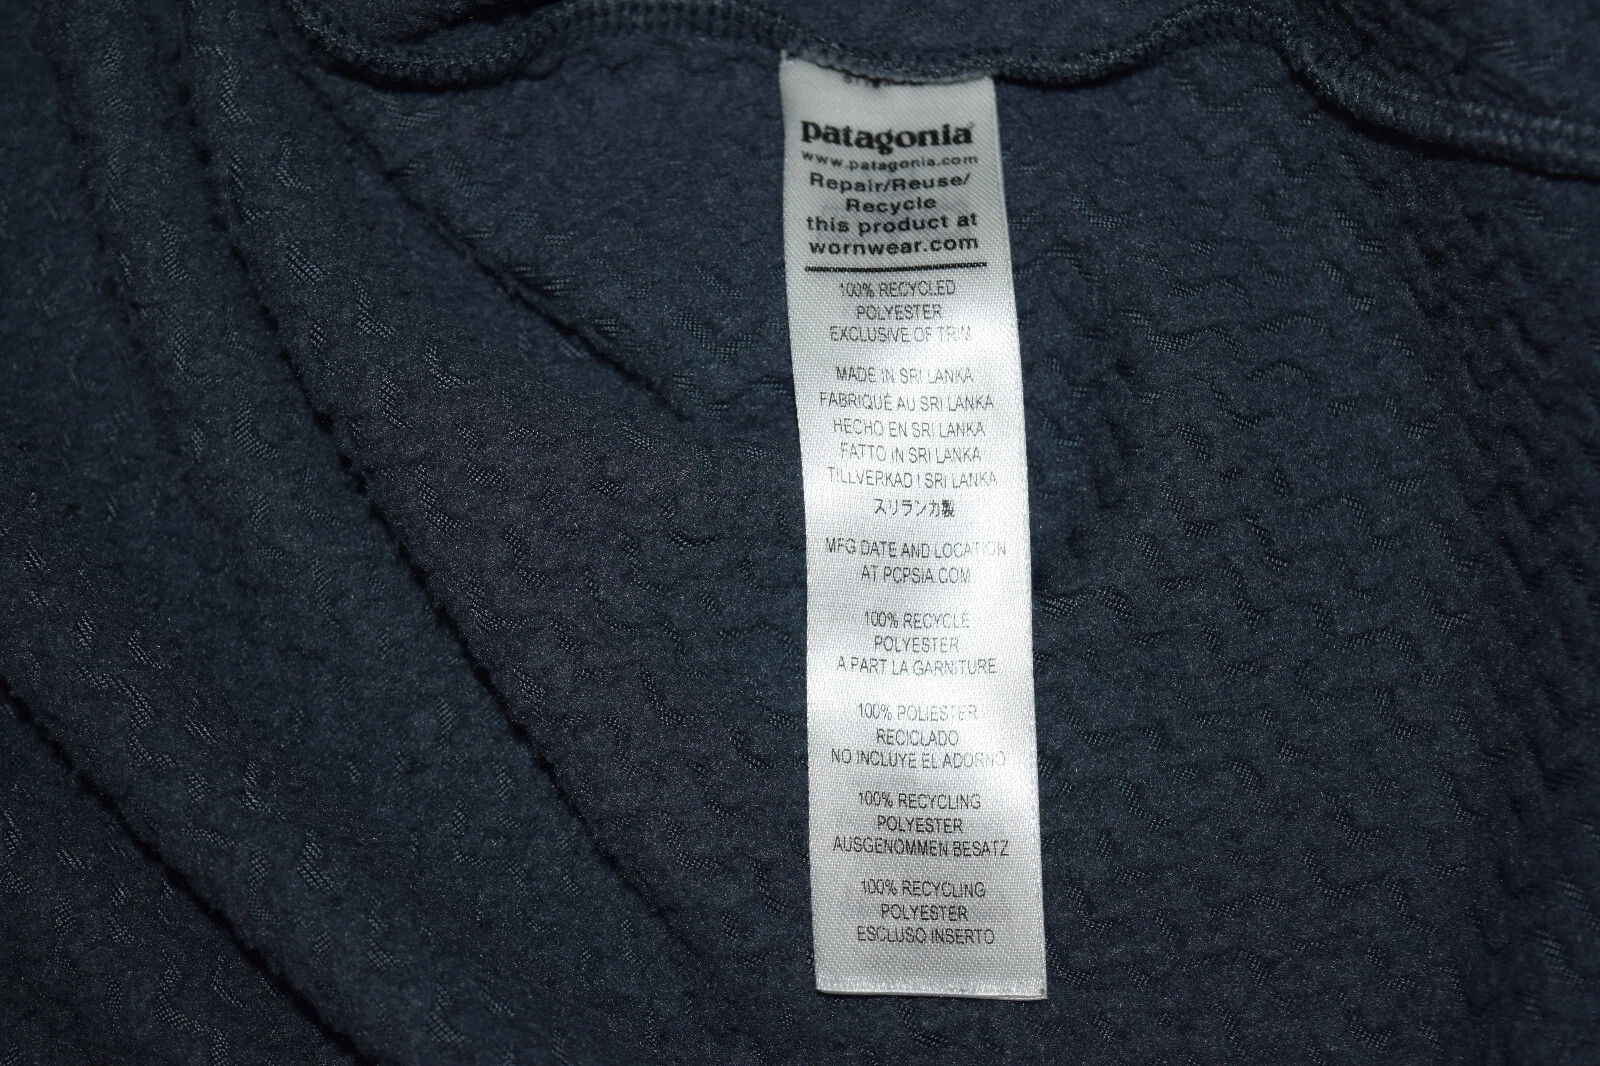 patagonia
www.patagonia.com
Repair/Reuse/
Recycle
this product at
wornwear.com
100% RECYCLED
POLYESTER
EXCLUSIVE OF TRIM
MADE IN SRI LANKA
FABRIQUÉ AU SRI LANKA
HECHO EN SRI LANKA
FATTO IN SRI LANKA
TILLVERKAD I SRI LANKA
スリランカ製
MFG DATE AND LOCATION
AT PCPSIA.COM
100% RECYCLÉ
POLYESTER
A PART LA GARNITURE
100% POLIÉSTER
RECICLADO
NO INCLUYE EL ADORNO
100% RECYCLING
POLYESTER
AUSGENOMMEN BESATZ
100% RECYCLING
POLYESTER
ESCLUSO INSERTO